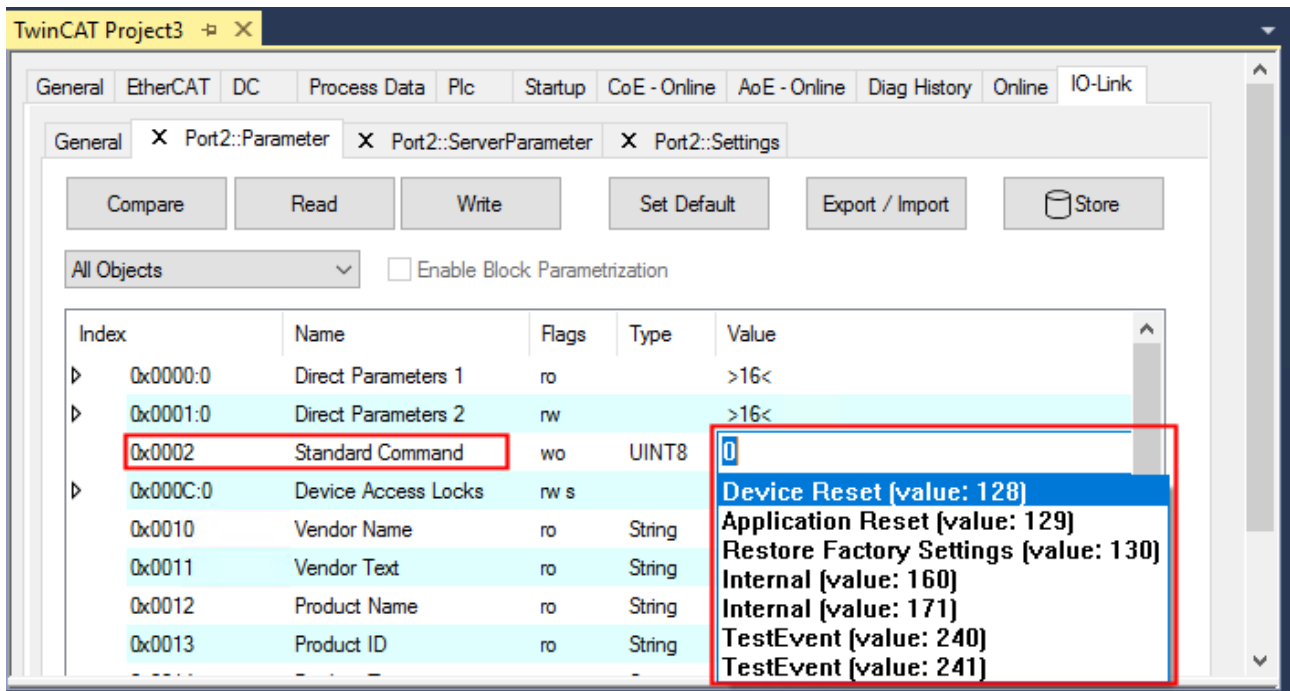 TwinCAT Project3
General EtherCAT DC Process Data Plc Startup CoE - Online AoE - Online Diag History Online IO-Link
General X Port2::Parameter X Port2::ServerParameter X Port2::Settings
Compare Read Write Set Default Export / Import Store
All Objects Enable Block Parametrization
Index Name Flags Type Value
0x0000:0 Direct Parameters 1 ro >16<
0x0001:0 Direct Parameters 2 rw >16<
0x0002 Standard Command wo UINT8 0
0x000C:0 Device Access Locks rw s Device Reset (value: 128)
Application Reset (value: 129)
0x0010 Vendor Name ro String
Restore Factory Settings (value: 130)
0x0011 Vendor Text ro String
Internal (value: 160)
0x0012 Product Name ro String Internal (value: 171)
0x0013 Product ID ro String TestEvent (value: 240)
TestEvent (value: 241)